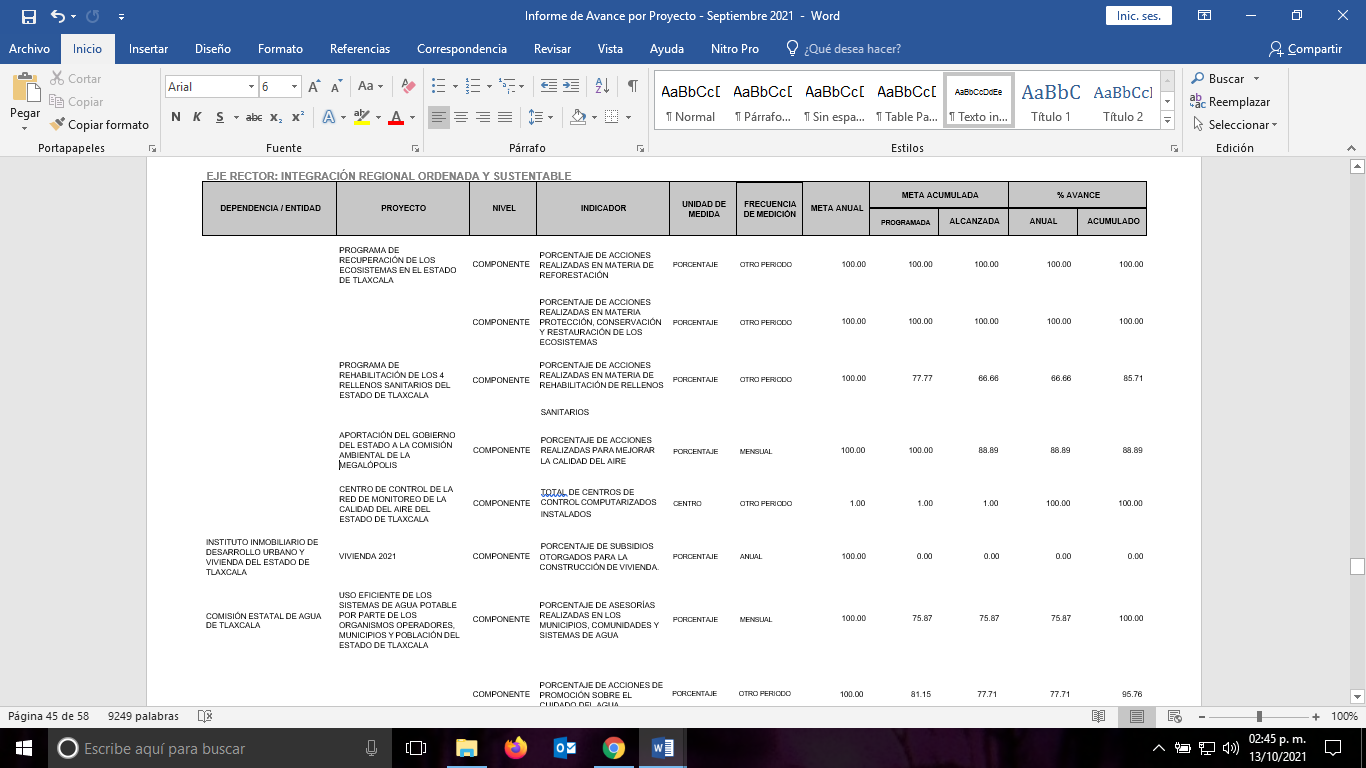 Informe de Avance por Proyecto - Septiembre 2021 - Word
Inic. ses.
Archivo Inicio Insertar Diseño Formato Referencias Correspondencia Revisar Vista Ayuda Nitro Pro ¿Qué desea hacer? Compartir
Pegar
Cortar
Copiar
Copiar formato
Portapapeles
Arial 6
N K S abc x₂ x²
Fuente
Párrafo
AaBbCcD AaBbCcD AaBbCcD AaBbCcD AaBbCcDdEe AaBbC AaBbCcI
¶ Normal ¶ Párrafo... ¶ Sin espa... ¶ Table Pa... ¶ Texto in... Título 1 Título 2
Estilos
Buscar
Reemplazar
Seleccionar
Edición
EJE RECTOR: INTEGRACIÓN REGIONAL ORDENADA Y SUSTENTABLE
DEPENDENCIA / ENTIDAD
PROYECTO
NIVEL
INDICADOR
UNIDAD DE
MEDIDA
FRECUENCIA
DE MEDICIÓN
META ANUAL
META ACUMULADA
PROGRAMADA
ALCANZADA
% AVANCE
ANUAL
ACUMULADO
PROGRAMA DE
RECUPERACIÓN DE LOS
ECOSISTEMAS EN EL ESTADO
DE TLAXCALA
COMPONENTE
PORCENTAJE DE ACCIONES
REALIZADAS EN MATERIA DE
REFORESTACIÓN
PORCENTAJE
OTRO PERIODO
100.00 100.00 100.00 100.00 100.00
COMPONENTE
PORCENTAJE DE ACCIONES
REALIZADAS EN MATERIA
PROTECCIÓN, CONSERVACIÓN
Y RESTAURACIÓN DE LOS
ECOSISTEMAS
PORCENTAJE
OTRO PERIODO
100.00 100.00 100.00 100.00 100.00
PROGRAMA DE
REHABILITACIÓN DE LOS 4
RELLENOS SANITARIOS DEL
ESTADO DE TLAXCALA
COMPONENTE
PORCENTAJE DE ACCIONES
REALIZADAS EN MATERIA DE
REHABILITACIÓN DE RELLENOS
SANITARIOS
PORCENTAJE
OTRO PERIODO
100.00 77.77 66.66 66.66 85.71
APORTACIÓN DEL GOBIERNO
DEL ESTADO A LA COMISIÓN
AMBIENTAL DE LA
MEGALÓPOLIS
COMPONENTE
PORCENTAJE DE ACCIONES
REALIZADAS PARA MEJORAR
LA CALIDAD DEL AIRE
PORCENTAJE
MENSUAL
100.00 100.00 88.89 88.89 88.89
CENTRO DE CONTROL DE LA
RED DE MONITOREO DE LA
CALIDAD DEL AIRE DEL
ESTADO DE TLAXCALA
COMPONENTE
TOTAL DE CENTROS DE
CONTROL COMPUTARIZADOS
INSTALADOS
CENTRO
OTRO PERIODO
1.00 1.00 1.00 100.00 100.00
INSTITUTO INMOBILIARIO DE
DESARROLLO URBANO Y
VIVIENDA DEL ESTADO DE
TLAXCALA
VIVIENDA 2021
COMPONENTE
PORCENTAJE DE SUBSIDIOS
OTORGADOS PARA LA
CONSTRUCCIÓN DE VIVIENDA.
PORCENTAJE
ANUAL
100.00 0.00 0.00 0.00 0.00
COMISIÓN ESTATAL DE AGUA
DE TLAXCALA
USO EFICIENTE DE LOS
SISTEMAS DE AGUA POTABLE
POR PARTE DE LOS
ORGANISMOS OPERADORES,
MUNICIPIOS Y POBLACIÓN DEL
ESTADO DE TLAXCALA
COMPONENTE
PORCENTAJE DE ASESORÍAS
REALIZADAS EN LOS
MUNICIPIOS, COMUNIDADES Y
SISTEMAS DE AGUA
PORCENTAJE
MENSUAL
100.00 75.87 75.87 75.87 100.00
COMPONENTE
PORCENTAJE DE ACCIONES DE
PROMOCIÓN SOBRE EL
CUIDADO DEL AGUA
PORCENTAJE
OTRO PERIODO
100.00 81.15 77.71 77.71 95.76
Página 45 de 58 9249 palabras 100%
Escribe aquí para buscar
02:45 p. m.
13/10/2021